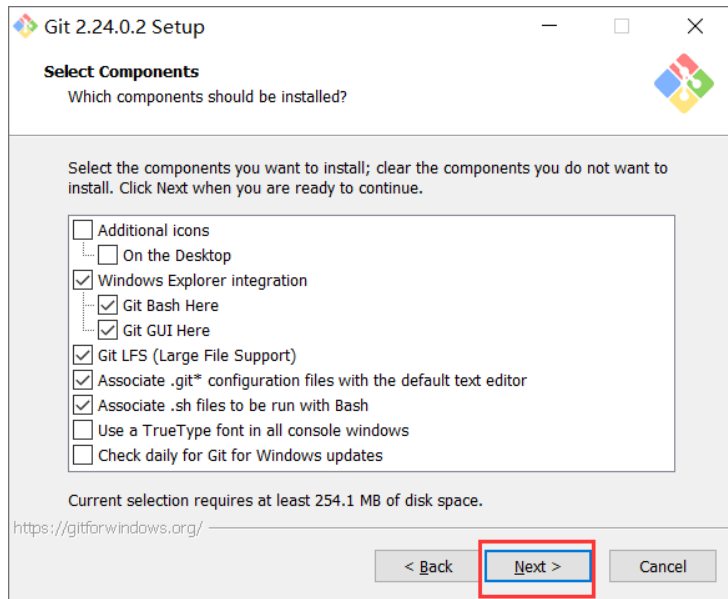 Git 2.24.0.2 Setup
Select Components
Which components should be installed?
Select the components you want to install; clear the components you do not want to
install. Click Next when you are ready to continue.
Additional icons
On the Desktop
Windows Explorer integration
Git Bash Here
Git GUI Here
Git LFS (Large File Support)
Associate .git* configuration files with the default text editor
Associate .sh files to be run with Bash
Use a TrueType font in all console windows
Check daily for Git for Windows updates
Current selection requires at least 254.1 MB of disk space.
https://gitforwindows.org/
< Back Next > Cancel